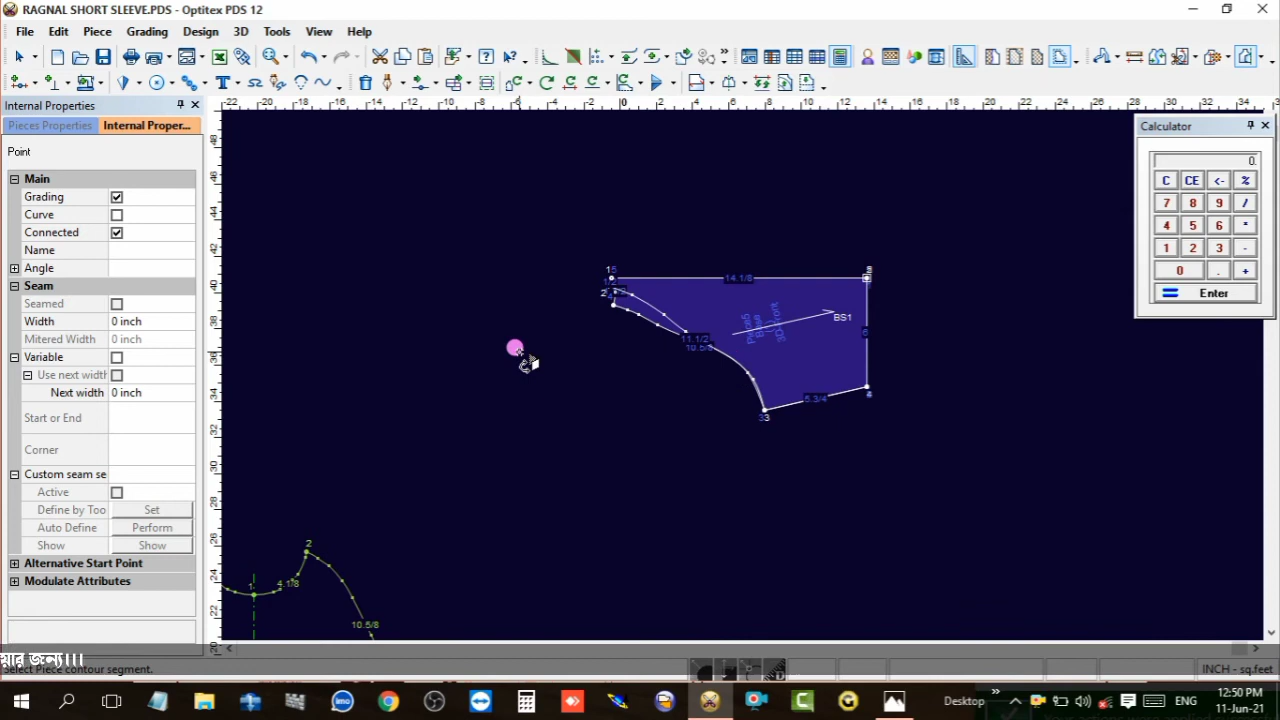 RAGNAL SHORT SLEEVE.PDS - Optitex PDS 12
File Edit Piece Grading Design 3D Tools View Help
Internal Properties
Pieces Properties Internal Proper...
Calculator
Point
0.
Main
C CE <- %
Grading
7 8 9 /
Curve
4 5 6 *
Connected
1 2 3 -
Name
0 . +
Angle
Enter
Seam
Seamed
Width 0 inch
Mitered Width 0 inch
Variable
Use next width
Next width 0 inch
Start or End
Corner
Custom seam se
Active
Define by Too Set
Auto Define Perform
Show Show
Alternative Start Point
Modulate Attributes
14.1/8
11.1/2
BS1
6
5.3/4
4
2
1
4.1/8
10.5/8
Select Piece contour segment.
INCH - sq.feet
Desktop
ENG
12:50 PM
11-Jun-21